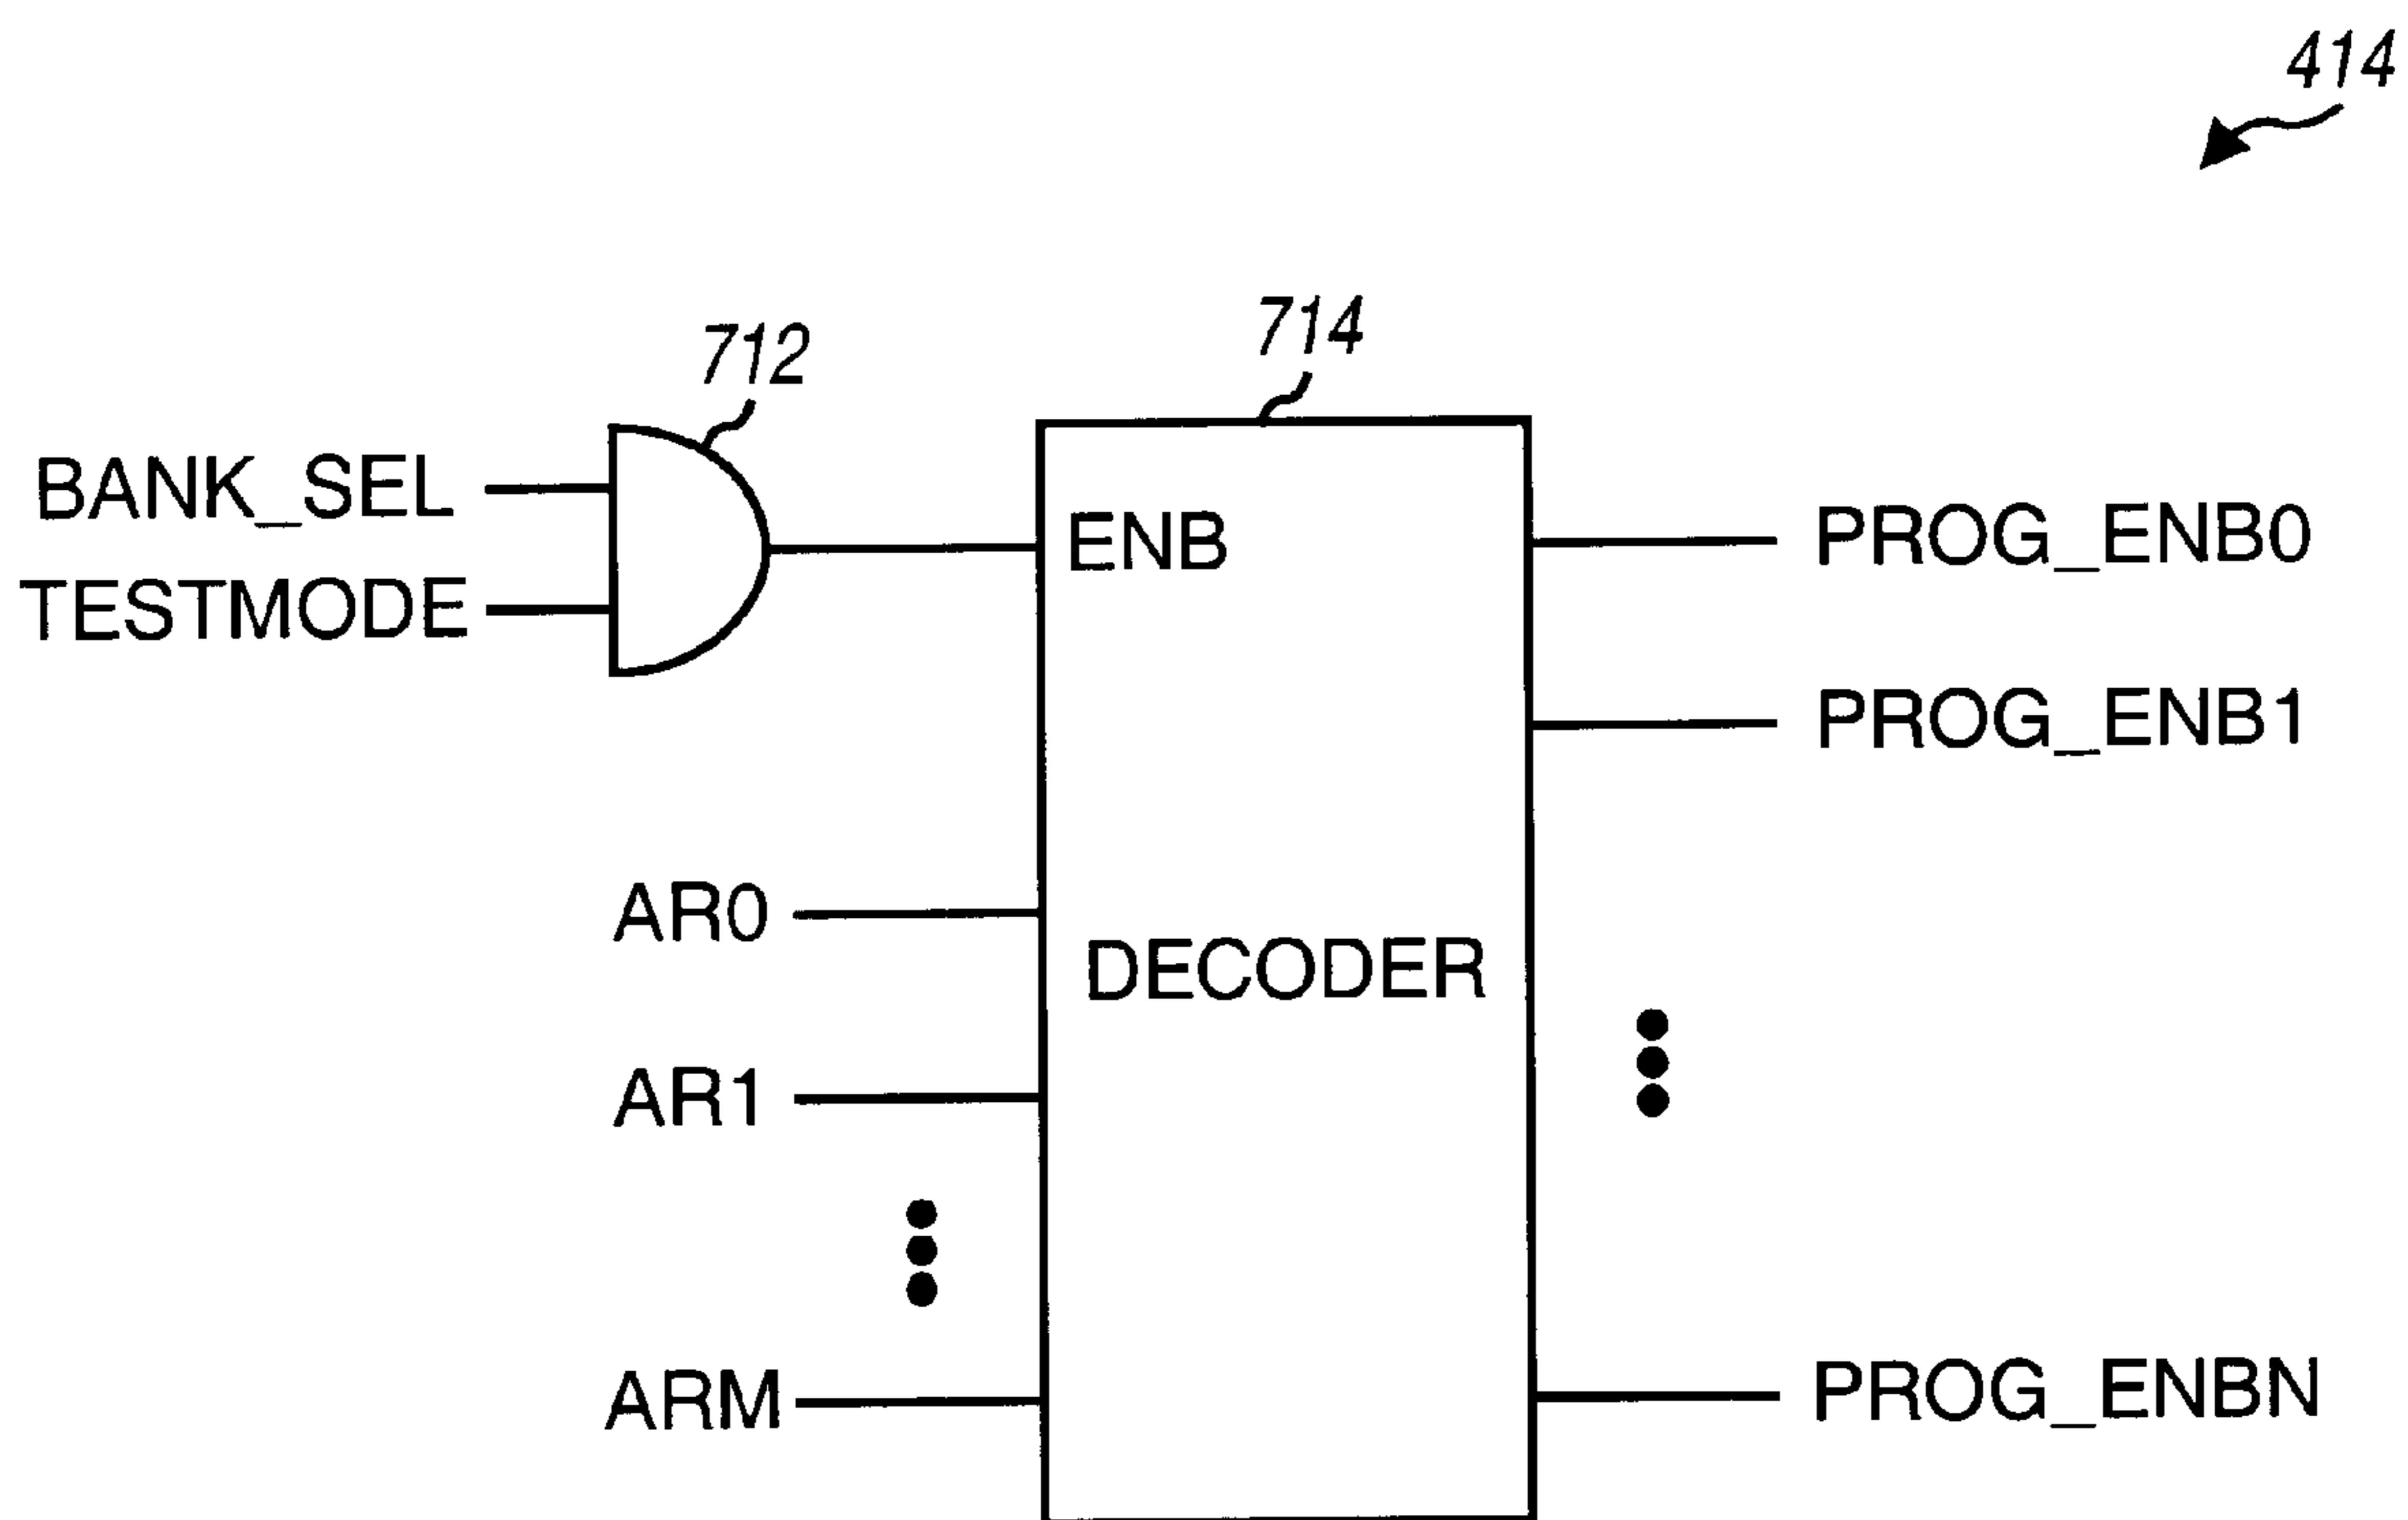 414
712
714
BANK_SEL
TESTMODE
ENB
PROG_ENB0
PROG_ENB1
AR0
DECODER
AR1
ARM
PROG_ENBN